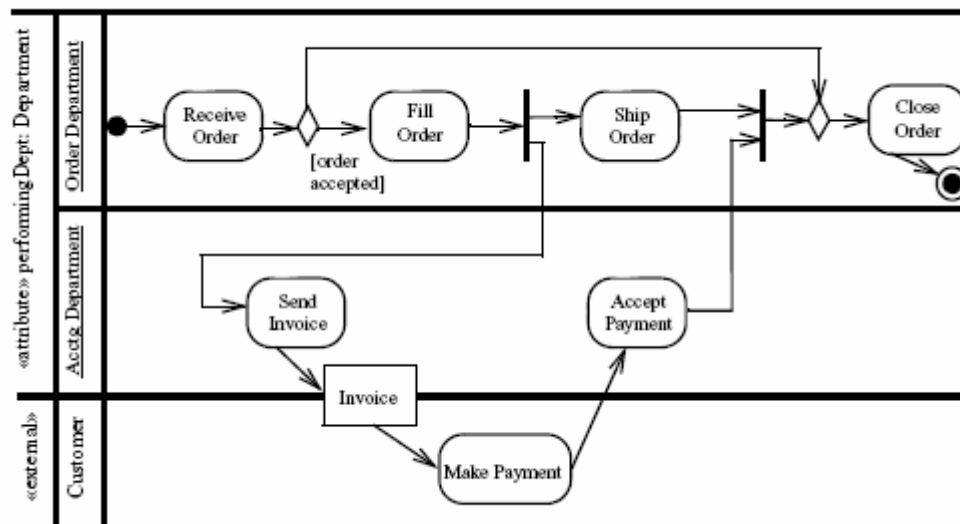 «attribute» performingDept: Department
Order Department
Receive
Order
[order
accepted]
Fill
Order
Ship
Order
Close
Order
Acctg Department
Send
Invoice
Accept
Payment
Invoice
«external»
Customer
Make Payment